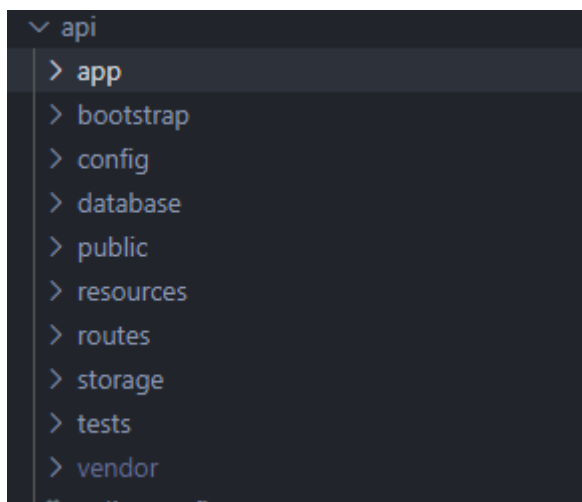 api
app
bootstrap
config
database
public
resources
routes
storage
tests
vendor